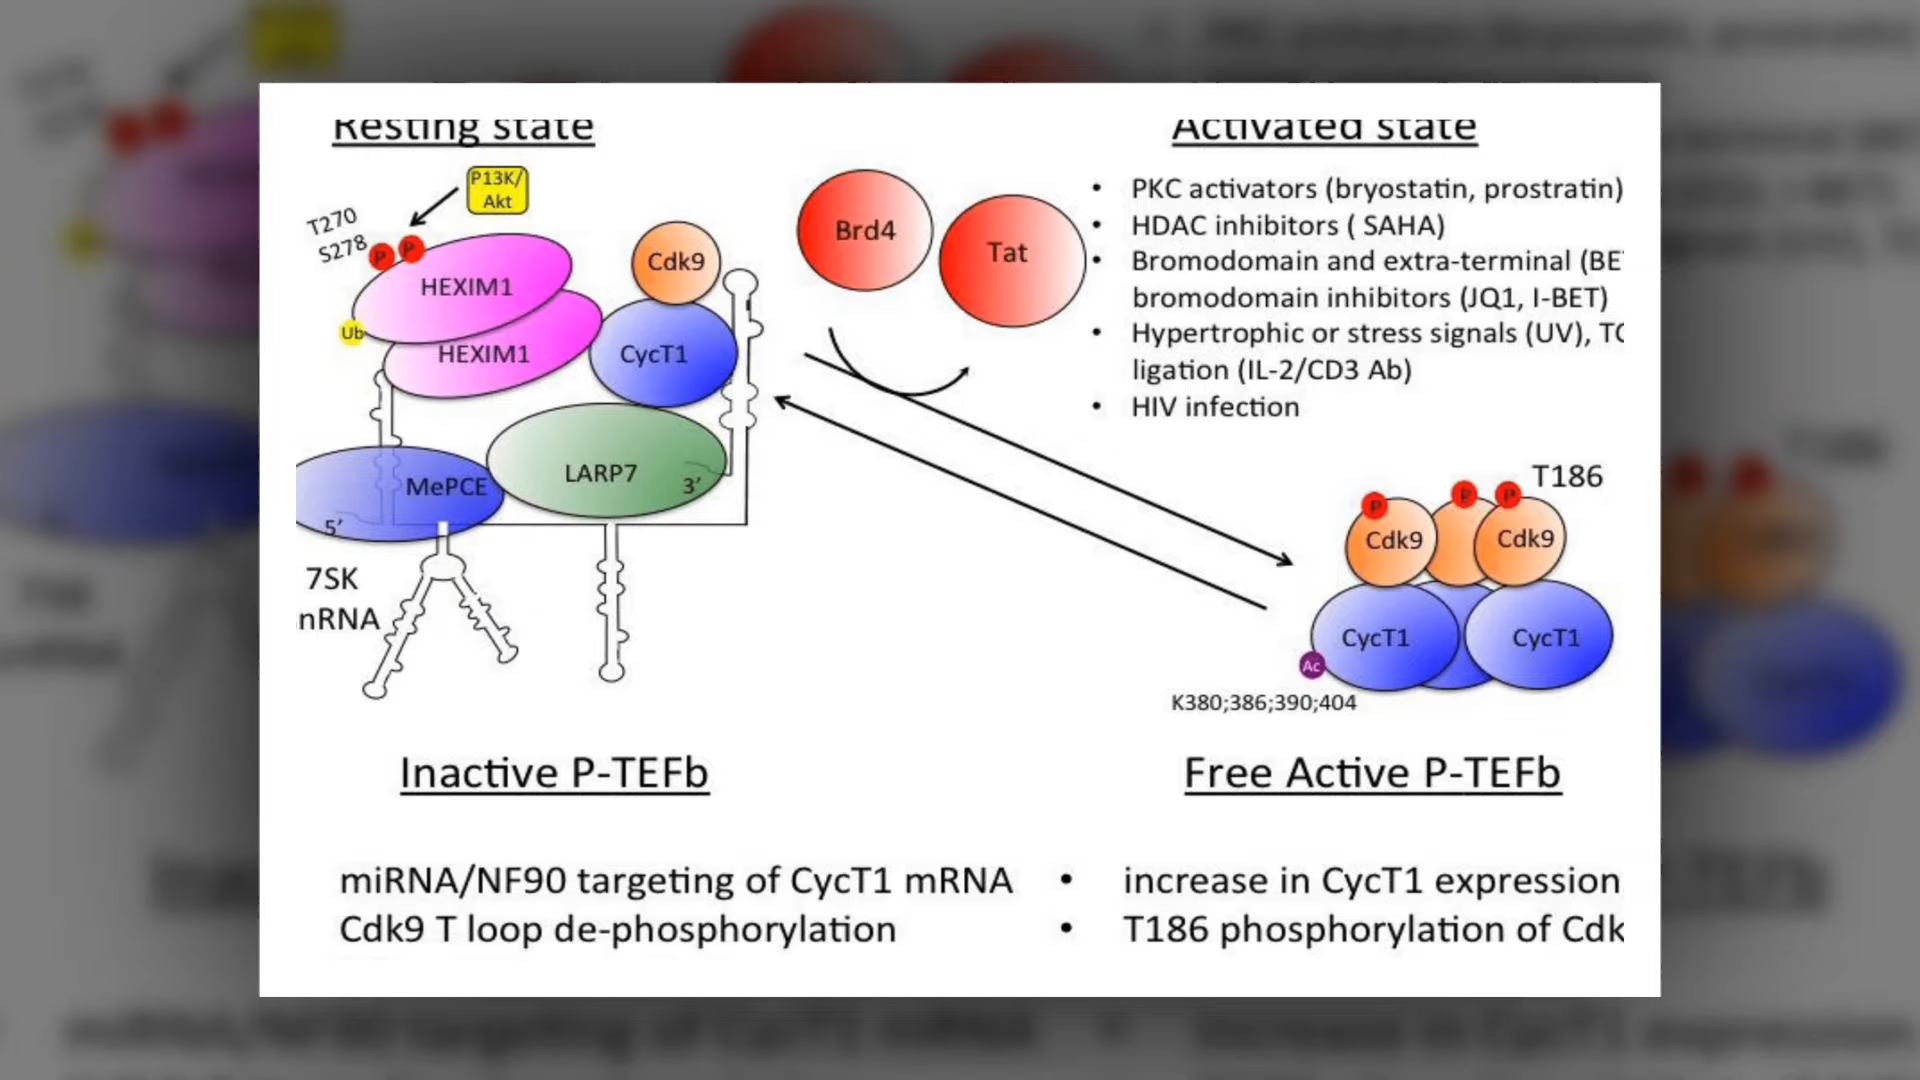 Resting state
Activated state
P13K/
Akt
T270
S278
P P
HEXIM1
HEXIM1
Ub
Cdk9
CycT1
MePCE
LARP7
5’
3’
7SK
nRNA
Brd4
Tat
• PKC activators (bryostatin, prostratin)
• HDAC inhibitors ( SAHA)
• Bromodomain and extra-terminal (BE
bromodomain inhibitors (JQ1, I-BET)
• Hypertrophic or stress signals (UV), TC
ligation (IL-2/CD3 Ab)
• HIV infection
T186
P P P
Cdk9 Cdk9
CycT1 CycT1
Ac
K380;386;390;404
Inactive P-TEFb
Free Active P-TEFb
miRNA/NF90 targeting of CycT1 mRNA
Cdk9 T loop de-phosphorylation
• increase in CycT1 expression
• T186 phosphorylation of Cdk